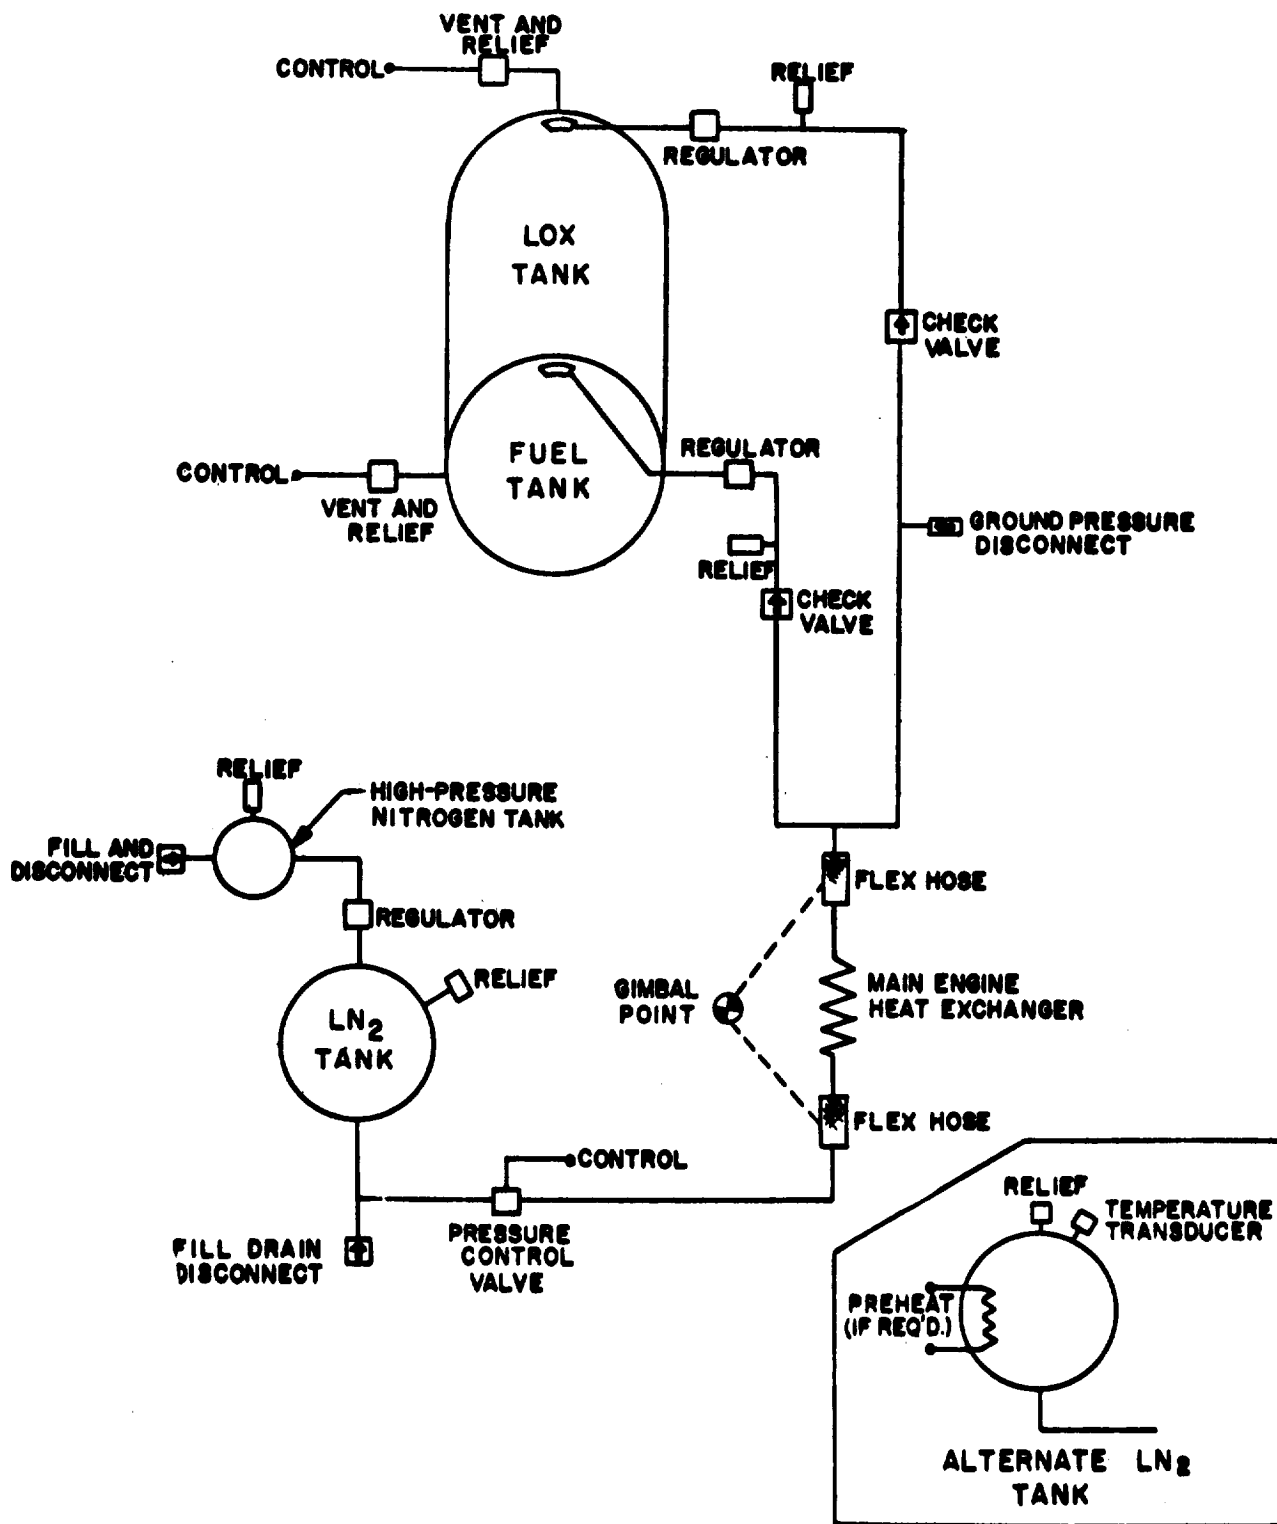 VENT AND
RELIEF
CONTROL
RELIEF
REGULATOR
LOX
TANK
CHECK
VALVE
FUEL
TANK
REGULATOR
CONTROL
VENT AND
RELIEF
GROUND PRESSURE
DISCONNECT
RELIEF
CHECK
VALVE
RELIEF
HIGH-PRESSURE
NITROGEN TANK
FILL AND
DISCONNECT
FLEX HOSE
REGULATOR
RELIEF
GIMBAL
POINT
MAIN ENGINE
HEAT EXCHANGER
LN2
TANK
FLEX HOSE
CONTROL
PRESSURE
CONTROL
VALVE
FILL DRAIN
DISCONNECT
RELIEF
TEMPERATURE
TRANSDUCER
PREHEAT
(IF REQ'D.)
ALTERNATE LN2
TANK